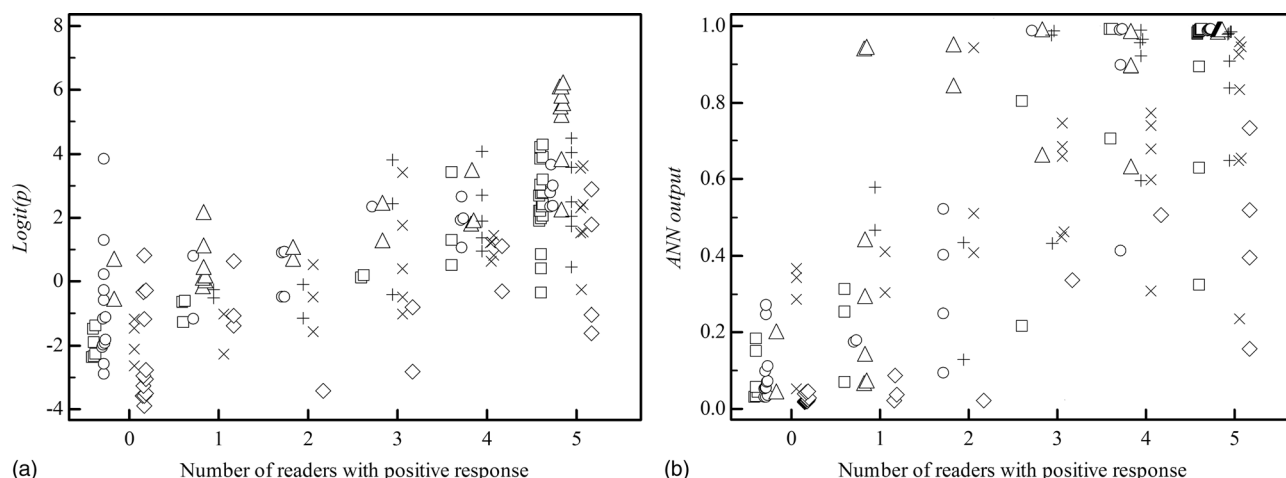 8
6
4
2
0
-2
-4
Logit(p)
0 1 2 3 4 5
(a) Number of readers with positive response
1.0
0.8
0.6
0.4
0.2
0.0
ANN output
0 1 2 3 4 5
(b) Number of readers with positive response